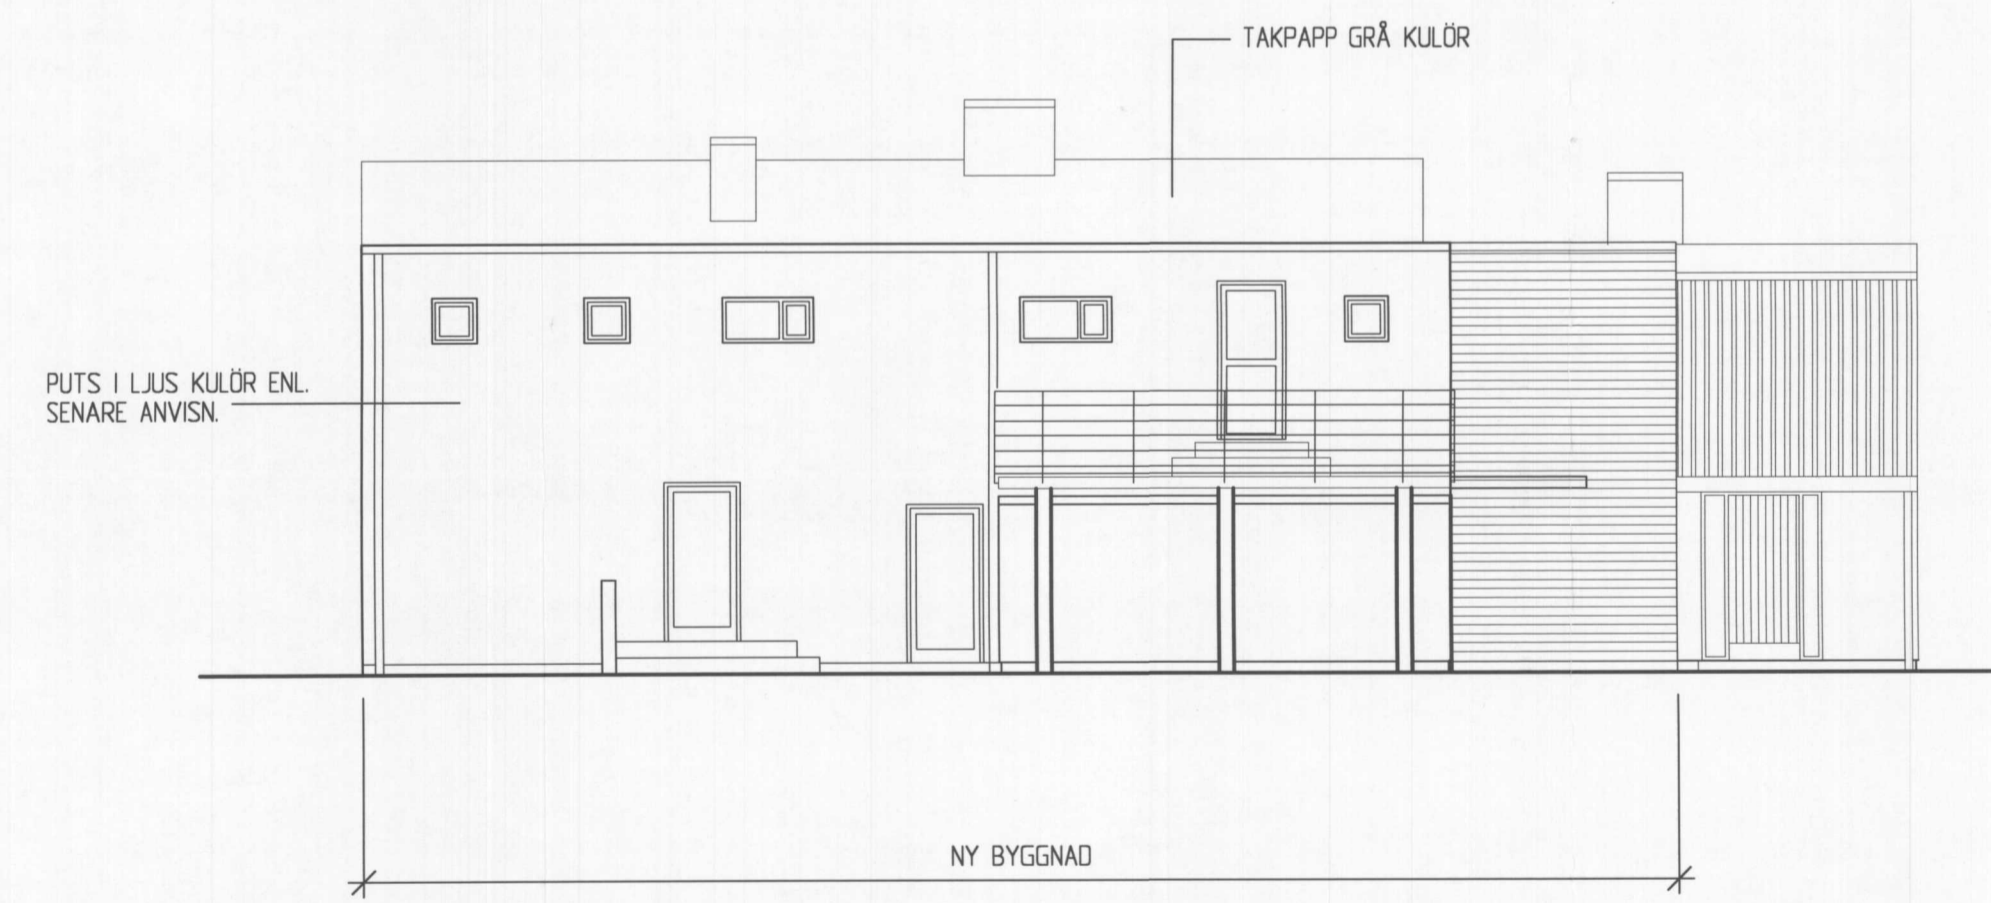 TAKPAPP GRÅ KULÖR
PUTS I LJUS KULÖR ENL.
SENARE ANVISN.
NY BYGGNAD